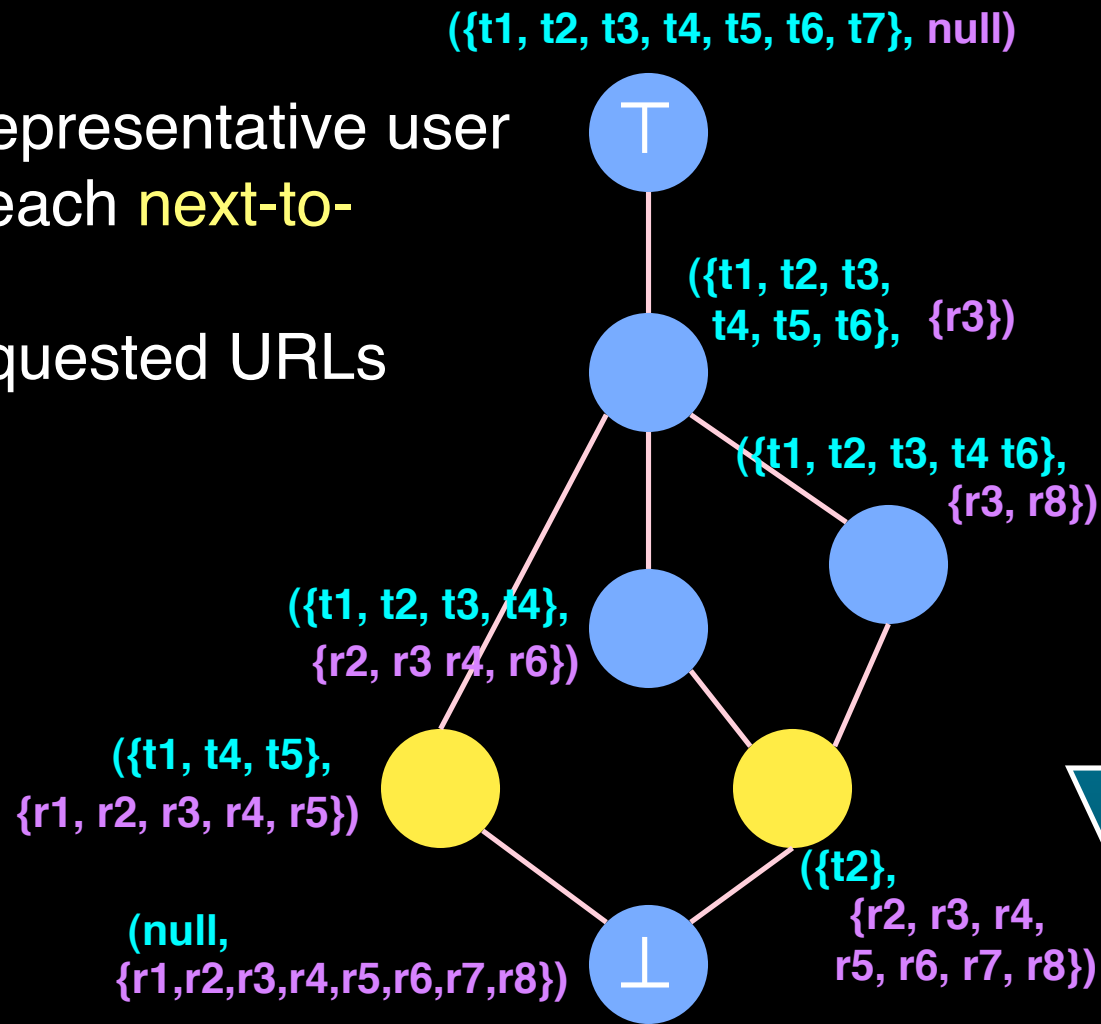 ({t1, t2, t3, t4, t5, t6, t7}, null)
epresentative user
each next-to-
quested URLs
⊤
({t1, t2, t3,
t4, t5, t6}, {r3})
({t1, t2, t3, t4 t6},
{r3, r8})
({t1, t2, t3, t4},
{r2, r3 r4, r6})
({t1, t4, t5},
{r1, r2, r3, r4, r5})
({t2},
{r2, r3, r4,
r5, r6, r7, r8})
(null,
{r1,r2,r3,r4,r5,r6,r7,r8})
⊥